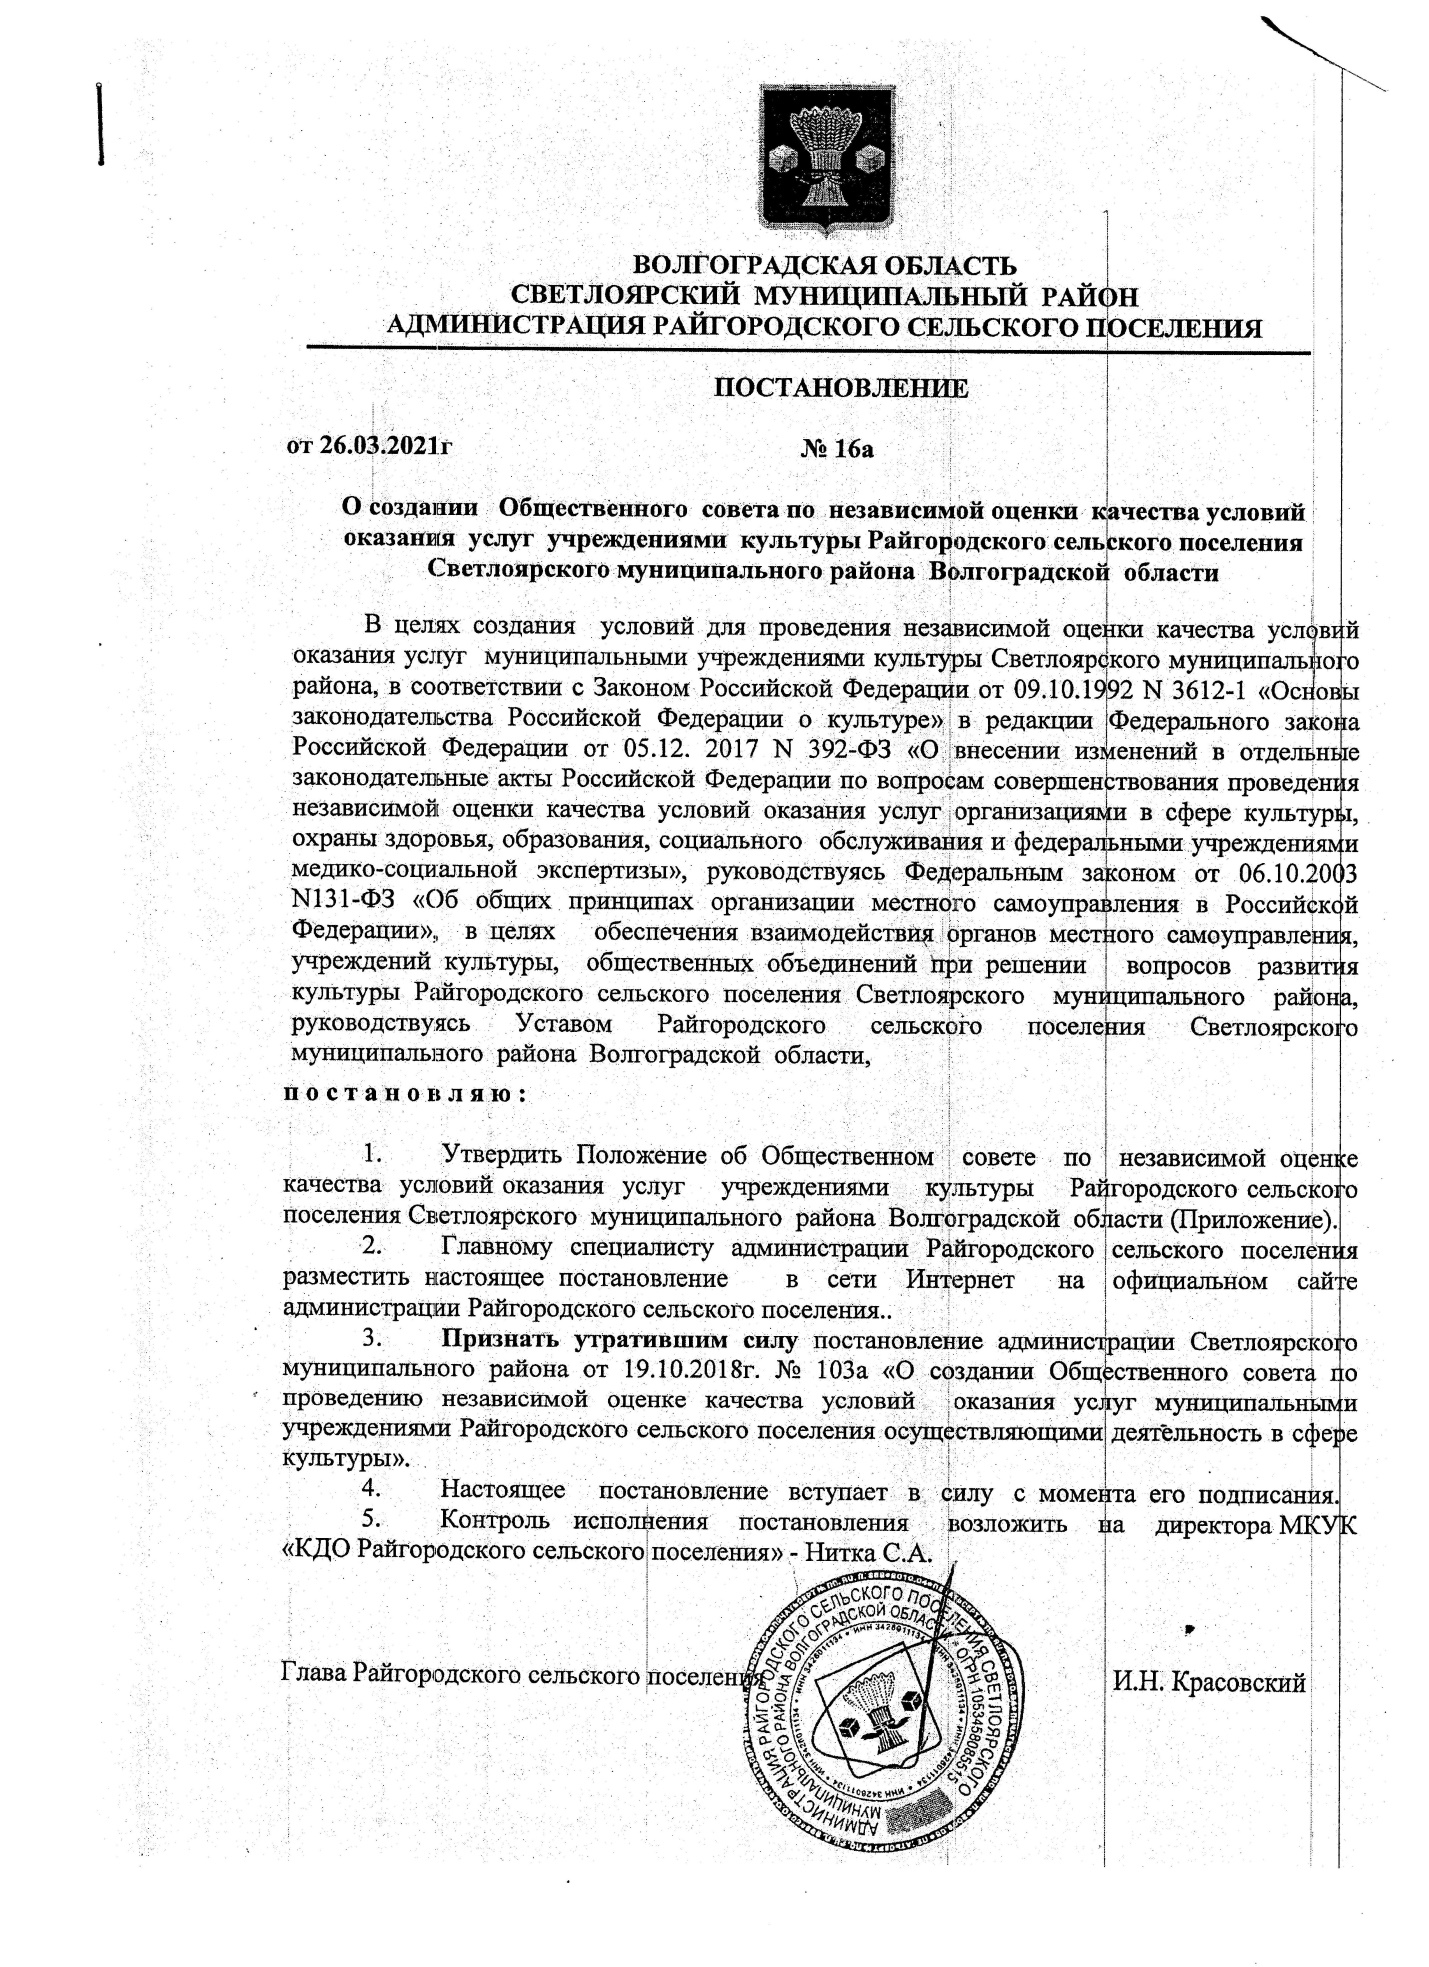 ВОЛГОГРАДСКАЯ ОБЛАСТЬ
СВЕТЛОЯРСКИЙ МУНИЦИПАЛЬНЫЙ РАЙОН
АДМИНИСТРАЦИЯ РАЙГОРОДСКОГО СЕЛЬСКОГО ПОСЕЛЕНИЯ
ПОСТАНОВЛЕНИЕ
от 26.03.2021г № 16а
О создании Общественного совета по независимой оценки качества условий
оказания услуг учреждениями культуры Райгородского сельского поселения
Светлоярского муниципального района Волгоградской области
В целях создания условий для проведения независимой оценки качества условий
оказания услуг муниципальными учреждениями культуры Светлоярского муниципального
района, в соответствии с Законом Российской Федерации от 09.10.1992 N 3612-1 «Основы
законодательства Российской Федерации о культуре» в редакции Федерального закона
Российской Федерации от 05.12. 2017 N 392-ФЗ «О внесении изменений в отдельные
законодательные акты Российской Федерации по вопросам совершенствования проведения
независимой оценки качества условий оказания услуг организациями в сфере культуры,
охраны здоровья, образования, социального обслуживания и федеральными учреждениями
медико-социальной экспертизы», руководствуясь Федеральным законом от 06.10.2003
N131-ФЗ «Об общих принципах организации местного самоуправления в Российской
Федерации», в целях обеспечения взаимодействия органов местного самоуправления,
учреждений культуры, общественных объединений при решении вопросов развития
культуры Райгородского сельского поселения Светлоярского муниципального района,
руководствуясь Уставом Райгородского сельского поселения Светлоярского
муниципального района Волгоградской области,
п о с т а н о в л я ю :
1. Утвердить Положение об Общественном совете по независимой оценке
качества условий оказания услуг учреждениями культуры Райгородского сельского
поселения Светлоярского муниципального района Волгоградской области (Приложение).
2. Главному специалисту администрации Райгородского сельского поселения
разместить настоящее постановление в сети Интернет на официальном сайте
администрации Райгородского сельского поселения..
3. Признать утратившим силу постановление администрации Светлоярского
муниципального района от 19.10.2018г. № 103а «О создании Общественного совета по
проведению независимой оценке качества условий оказания услуг муниципальными
учреждениями Райгородского сельского поселения осуществляющими деятельность в сфере
культуры».
4. Настоящее постановление вступает в силу с момента его подписания.
5. Контроль исполнения постановления возложить на директора МКУК
«КДО Райгородского сельского поселения» - Нитка С.А.
Глава Райгородского сельского поселения И.Н. Красовский
АДМИНИСТРАЦИЯ РАЙГОРОДСКОГО СЕЛЬСКОГО ПОСЕЛЕНИЯ СВЕТЛОЯРСКОГО
МУНИЦИПАЛЬНОГО РАЙОНА ВОЛГОГРАДСКОЙ ОБЛАСТИ * ОГРН 1053458085515
ИНН 3426011134